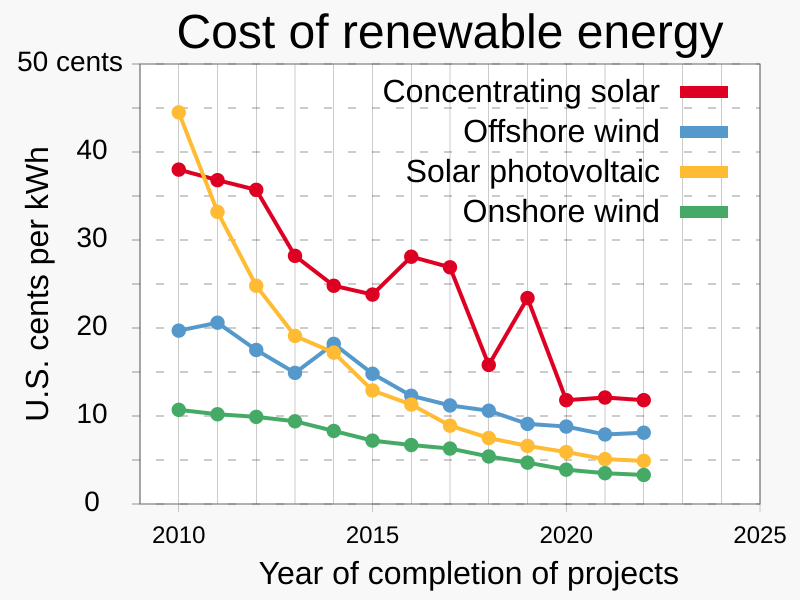 Cost of renewable energy
50 cents
40
30
20
10
0
U.S. cents per kWh
Concentrating solar
Offshore wind
Solar photovoltaic
Onshore wind
2010
2015
2020
2025
Year of completion of projects